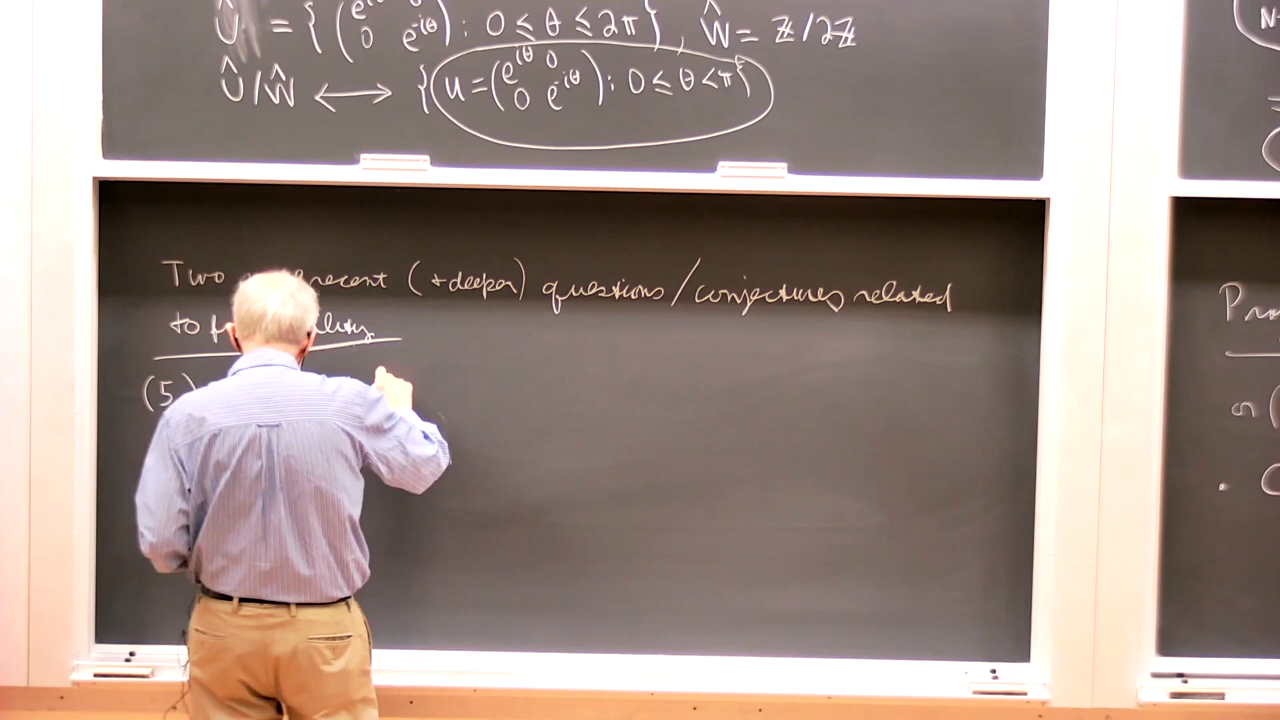 Û = { ( e^{iθ} 0 0 e^{-iθ} ) : 0 ≤ θ ≤ 2π } , Ŵ = ℤ/2ℤ
Û/Ŵ ⟷ { u = ( e^{iθ} 0 0 e^{-iθ} ) : 0 ≤ θ < π }
Two recent (+deeper) questions/conjectures related
to
(5)